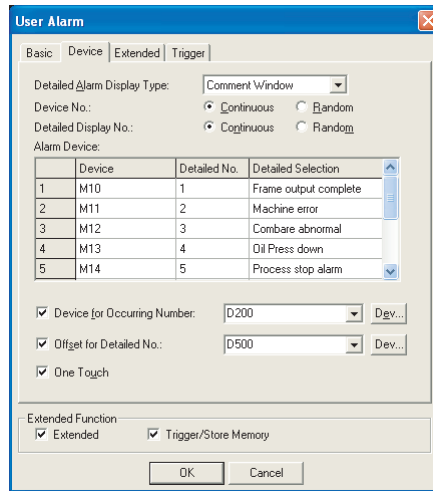 User Alarm
Basic Device Extended Trigger
Detailed Alarm Display Type: Comment Window
Device No.: Continuous Random
Detailed Display No.: Continuous Random
Alarm Device:
Device Detailed No. Detailed Selection
1 M10 1 Frame output complete
2 M11 2 Machine error
3 M12 3 Combare abnormal
4 M13 4 Oil Press down
5 M14 5 Process stop alarm
Device for Occurring Number: D200 Dev...
Offset for Detailed No.: D500 Dev...
One Touch
Extended Function
Extended Trigger/Store Memory
OK Cancel